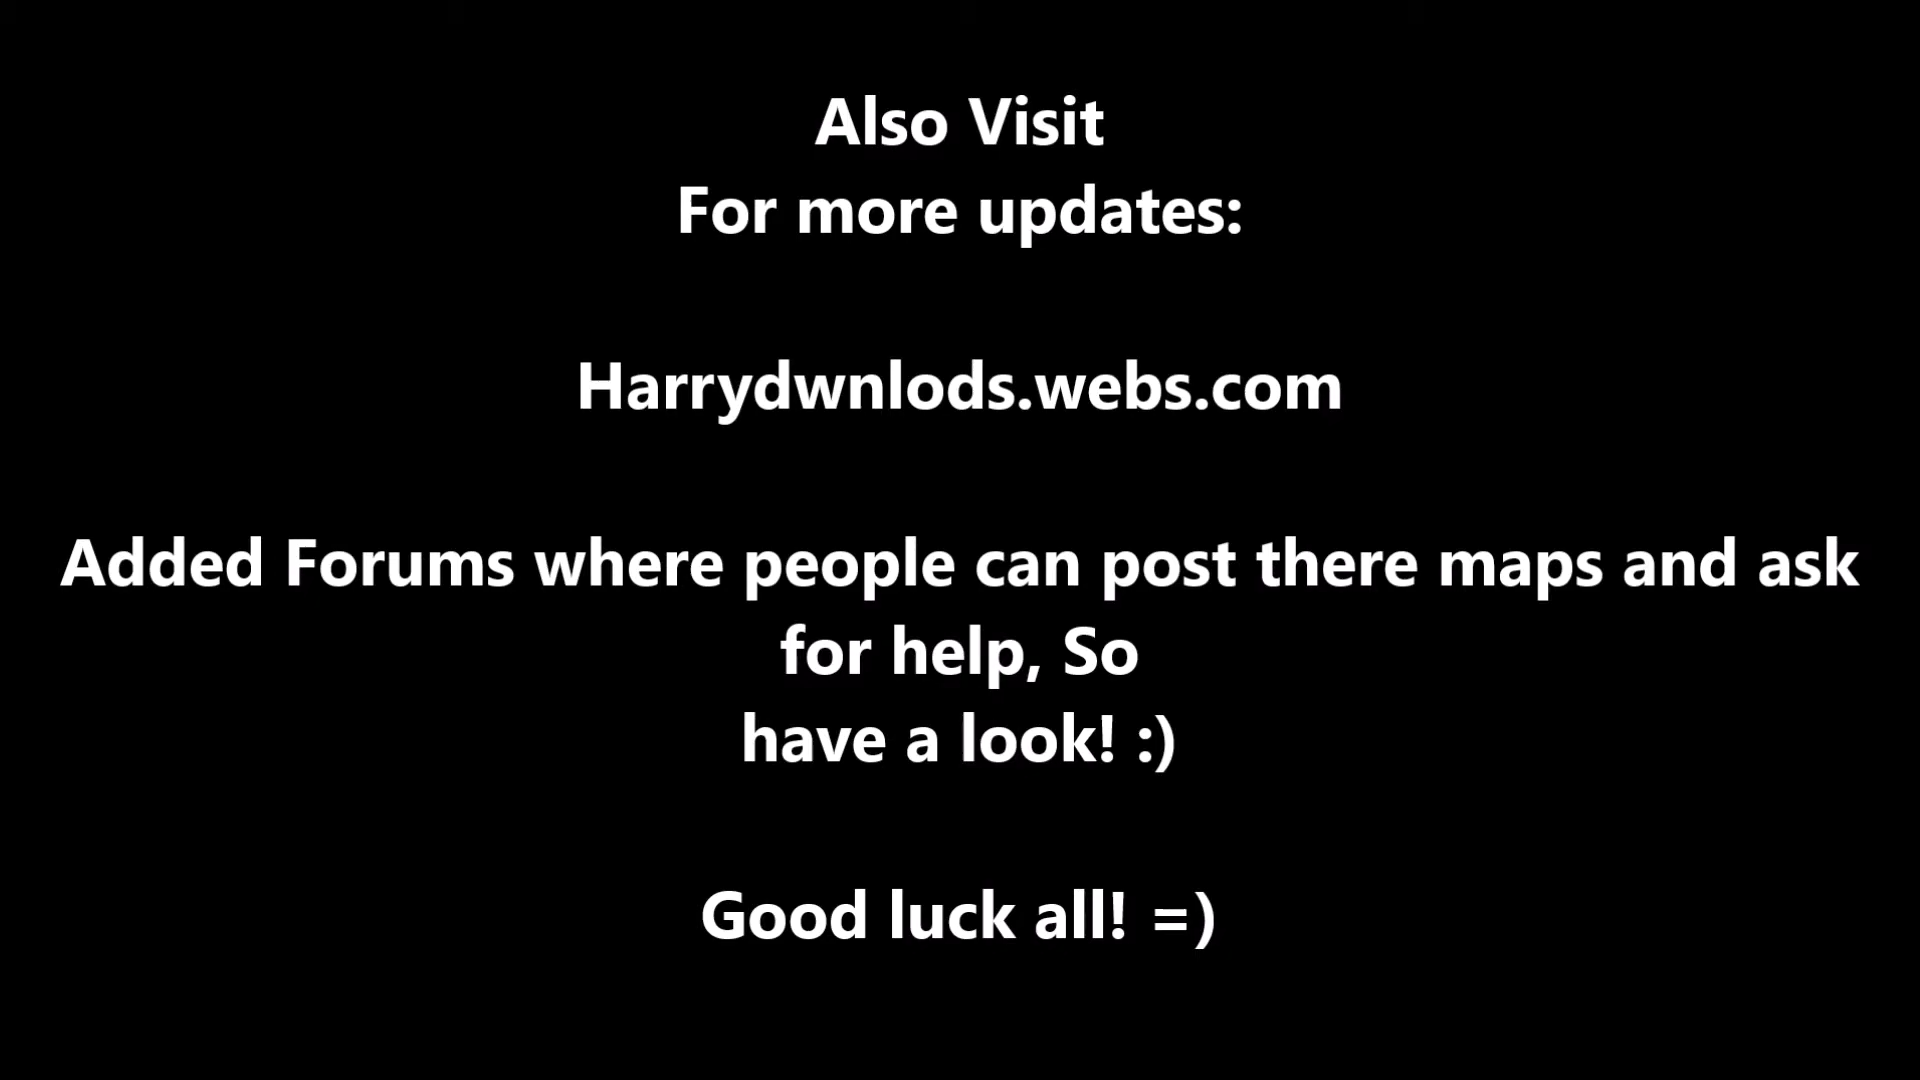 Also Visit
For more updates:
Harrydwnlods.webs.com
Added Forums where people can post there maps and ask
for help, So
have a look! :)
Good luck all! =)